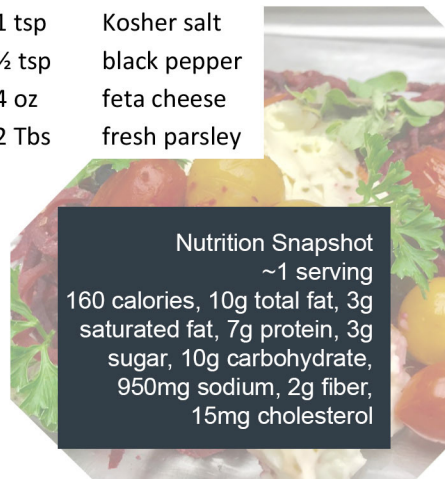 1 tsp Kosher salt
½ tsp black pepper
4 oz feta cheese
2 Tbs fresh parsley
Nutrition Snapshot
~1 serving
160 calories, 10g total fat, 3g
saturated fat, 7g protein, 3g
sugar, 10g carbohydrate,
950mg sodium, 2g fiber,
15mg cholesterol